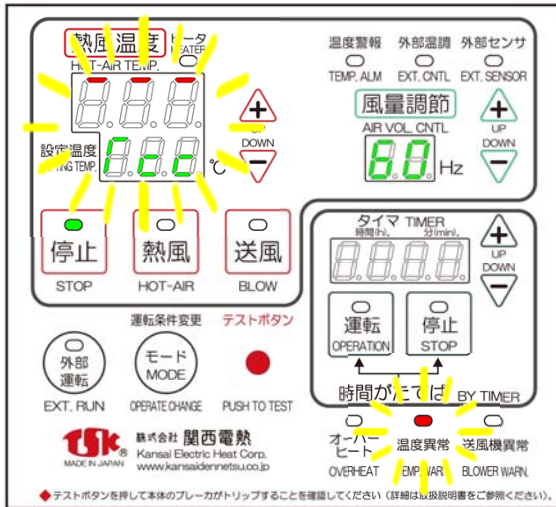 熱風温度 ヒータ
HOT-AIR TEMP. HEATER
UP
DOWN
設定温度
SETTING TEMP.
℃
停止 熱風 送風
STOP HOT-AIR BLOW
温度警報 外部温調 外部センサ
TEMP. ALM EXT. CNTL EXT. SENSOR
風量調節
AIR VOL. CNTL
60 Hz
UP
DOWN
タイマ TIMER
時間(h). 分(min).
UP
DOWN
運転 停止
OPERATION STOP
時間がたてば BY TIMER
運転条件変更 テストボタン
外部
運転
モード
MODE
EXT. RUN OPERATE CHANGE PUSH TO TEST
オーバー
ヒート
温度異常 送風機異常
OVERHEAT TEMP. WARN. BLOWER WARN.
TSK®
MADE IN JAPAN
株式会社 関西電熱
Kansai Electric Heat Corp.
www.kansaidennetsu.co.jp
◆テストボタンを押して本体のブレーカがトリップすることを確認してください（詳細は取扱説明書をご参照ください）。